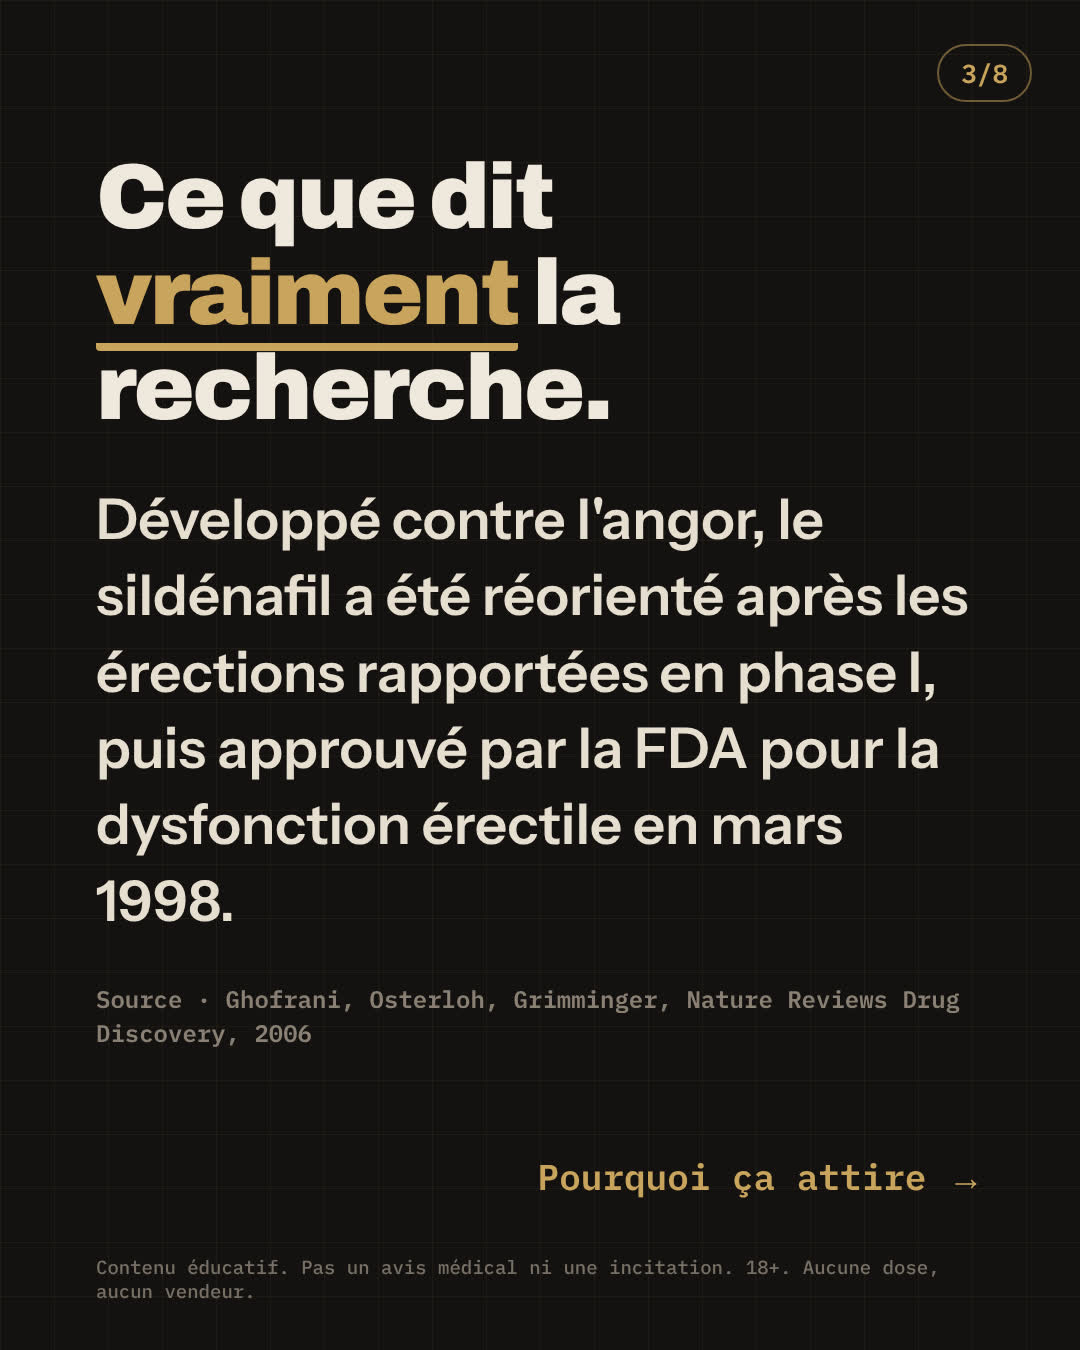 3/8
Ce que dit
vraiment la
recherche.
Développé contre l'angor, le
sildénafil a été réorienté après les
érections rapportées en phase I,
puis approuvé par la FDA pour la
dysfonction érectile en mars
1998.
Source · Ghofrani, Osterloh, Grimminger, Nature Reviews Drug
Discovery, 2006
Pourquoi ça attire →
Contenu éducatif. Pas un avis médical ni une incitation. 18+. Aucune dose,
aucun vendeur.